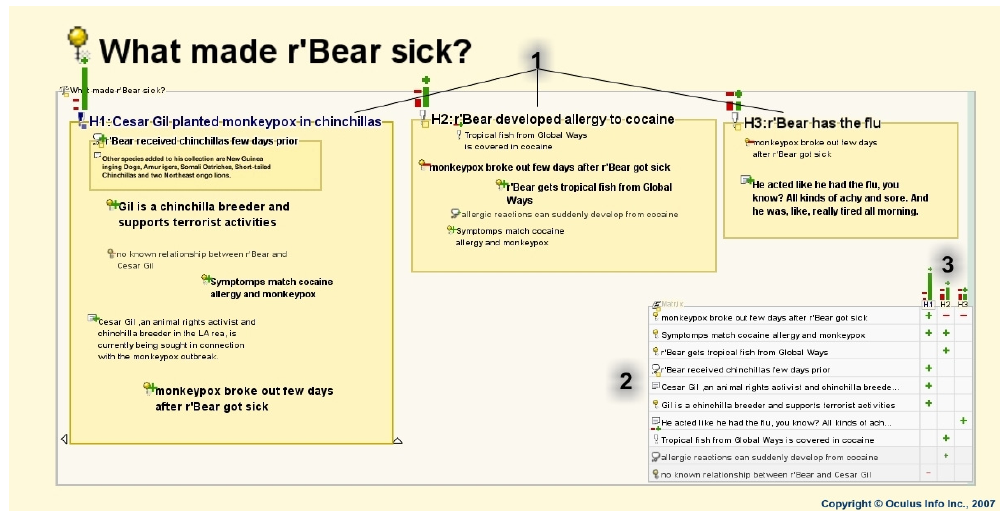 What made r'Bear sick?
1
What made r'Bear sick?
H1:Cesar Gil planted monkeypox in chinchillas
r'Bear received chinchillas few days prior
Other species added to his collection are New Guinea
inging Dogs, Amur tigers, Somali Ostriches, Short-tailed
Chinchillas and two Northeast ongo lions.
Gil is a chinchilla breeder and
supports terrorist activities
no known relationship between r'Bear and
Cesar Gil
Symptomps match cocaine
allergy and monkeypox
Cesar Gil ,an animal rights activist and
chinchilla breeder in the LA rea, is
currently being sought in connection
with the monkeypox outbreak.
monkeypox broke out few days
after r'Bear got sick
H2:r'Bear developed allergy to cocaine
Tropical fish from Global Ways
is covered in cocaine
monkeypox broke out few days after r'Bear got sick
r'Bear gets tropical fish from Global
Ways
allergic reactions can suddenly develop from cocaine
Symptomps match cocaine
allergy and monkeypox
H3:r'Bear has the flu
monkeypox broke out few days
after r'Bear got sick
He acted like he had the flu, you
know? All kinds of achy and sore. And
he was, like, really tired all morning.
3
2
Matrix
H1 H2 H3
monkeypox broke out few days after r'Bear got sick + − −
Symptomps match cocaine allergy and monkeypox + +
r'Bear gets tropical fish from Global Ways +
r'Bear received chinchillas few days prior +
Cesar Gil ,an animal rights activist and chinchilla breede... +
Gil is a chinchilla breeder and supports terrorist activities +
He acted like he had the flu, you know? All kinds of ach... +
Tropical fish from Global Ways is covered in cocaine +
allergic reactions can suddenly develop from cocaine +
no known relationship between r'Bear and Cesar Gil −
Copyright © Oculus Info Inc., 2007